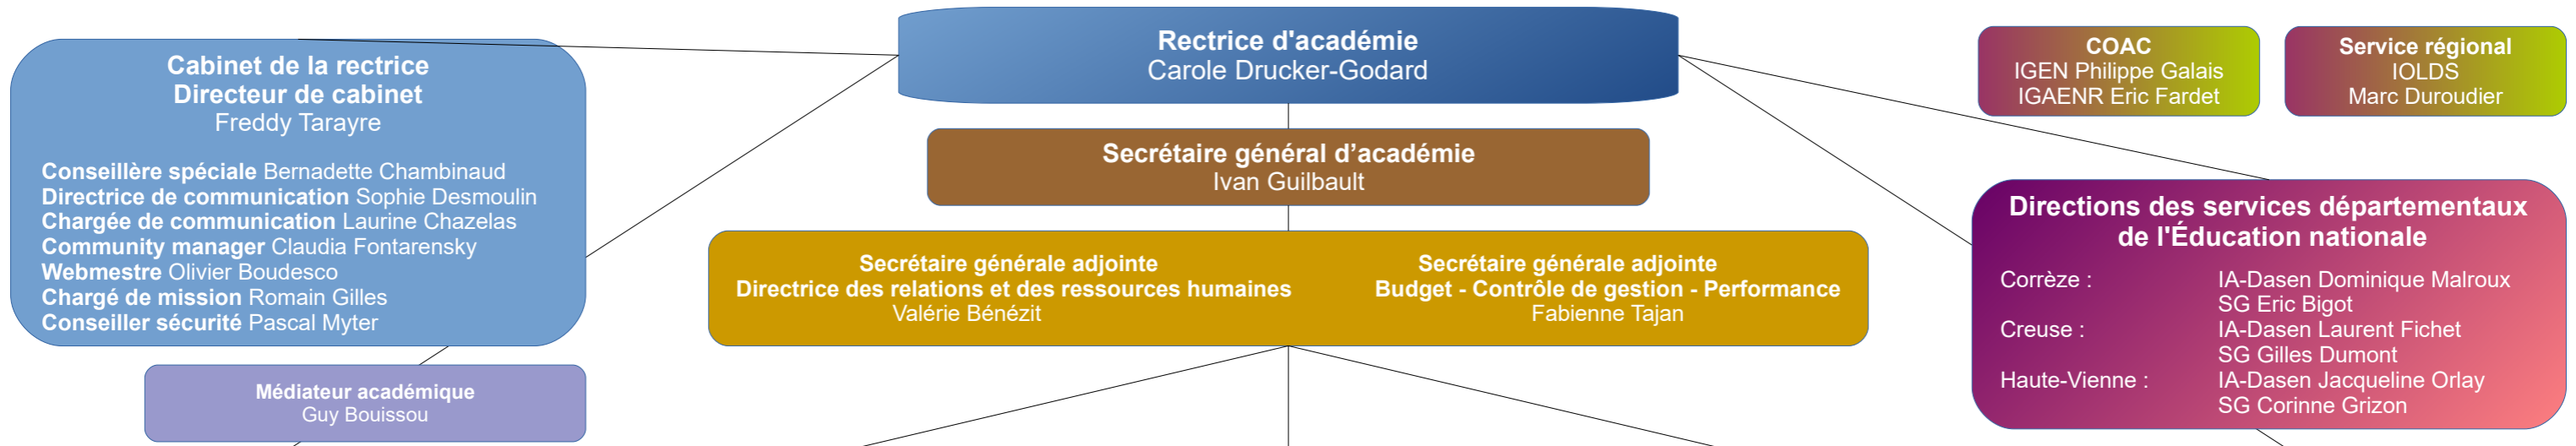 Cabinet de la rectrice
Directeur de cabinet
Freddy Tarayre
Conseillère spéciale Bernadette Chambinaud
Directrice de communication Sophie Desmoulin
Chargée de communication Laurine Chazelas
Community manager Claudia Fontarensky
Webmestre Olivier Boudesco
Chargé de mission Romain Gilles
Conseiller sécurité Pascal Myter
Médiateur académique
Guy Bouissou
Rectrice d'académie
Carole Drucker-Godard
Secrétaire général d’académie
Ivan Guilbault
Secrétaire générale adjointe
Directrice des relations et des ressources humaines
Valérie Bénézit
Secrétaire générale adjointe
Budget - Contrôle de gestion - Performance
Fabienne Tajan
COAC
IGEN Philippe Galais
IGAENR Eric Fardet
Service régional
IOLDS
Marc Duroudier
Directions des services départementaux
de l'Éducation nationale
Corrèze : IA-Dasen Dominique Malroux
SG Eric Bigot
Creuse : IA-Dasen Laurent Fichet
SG Gilles Dumont
Haute-Vienne : IA-Dasen Jacqueline Orlay
SG Corinne Grizon